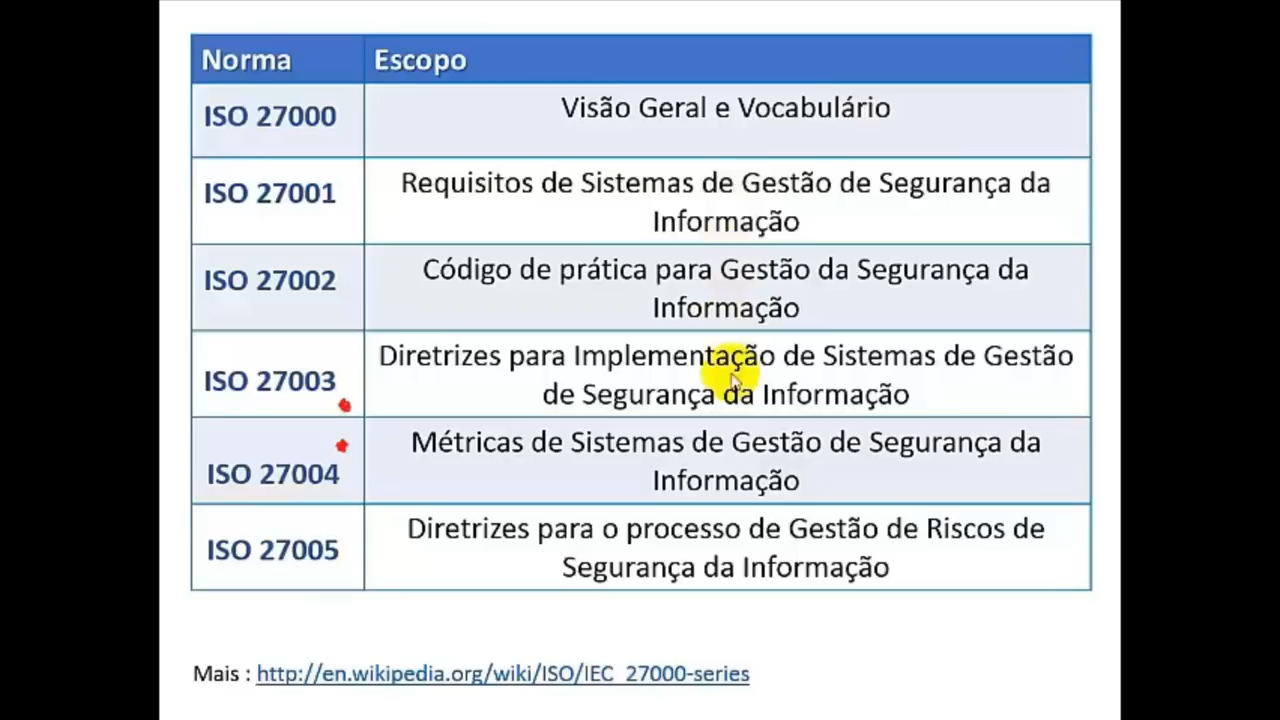 Norma Escopo
ISO 27000 Visão Geral e Vocabulário
ISO 27001 Requisitos de Sistemas de Gestão de Segurança da
Informação
ISO 27002 Código de prática para Gestão da Segurança da
Informação
ISO 27003 Diretrizes para Implementação de Sistemas de Gestão
de Segurança da Informação
ISO 27004 Métricas de Sistemas de Gestão de Segurança da
Informação
ISO 27005 Diretrizes para o processo de Gestão de Riscos de
Segurança da Informação
Mais : http://en.wikipedia.org/wiki/ISO/IEC_27000-series